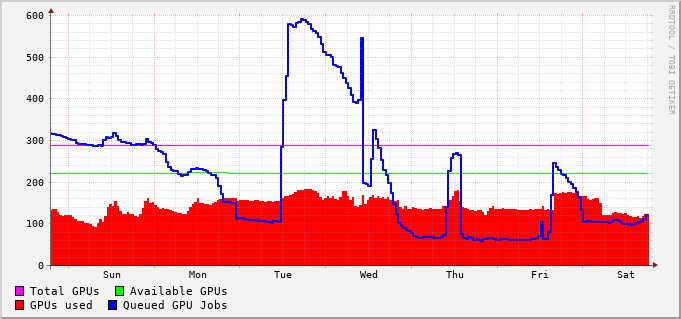 600
500
400
300
200
100
0
Sun Mon Tue Wed Thu Fri Sat
Total GPUs Available GPUs
GPUs used Queued GPU Jobs
RRDTOOL / TOBI OETIKER